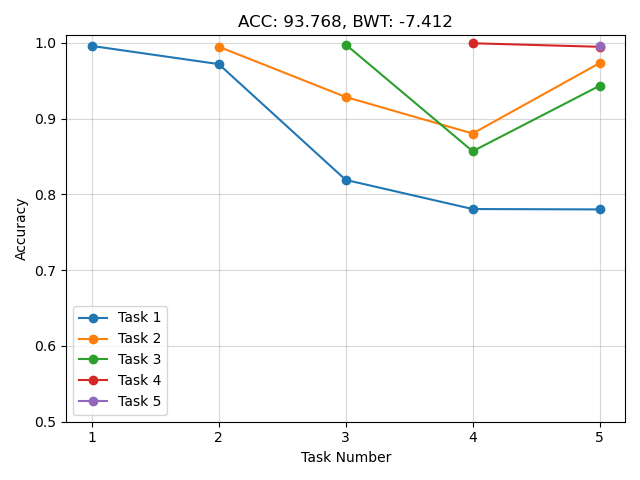 ACC: 93.768, BWT: -7.412
1.0
0.9
0.8
0.7
0.6
0.5
Accuracy
Task 1
Task 2
Task 3
Task 4
Task 5
1 2 3 4 5
Task Number